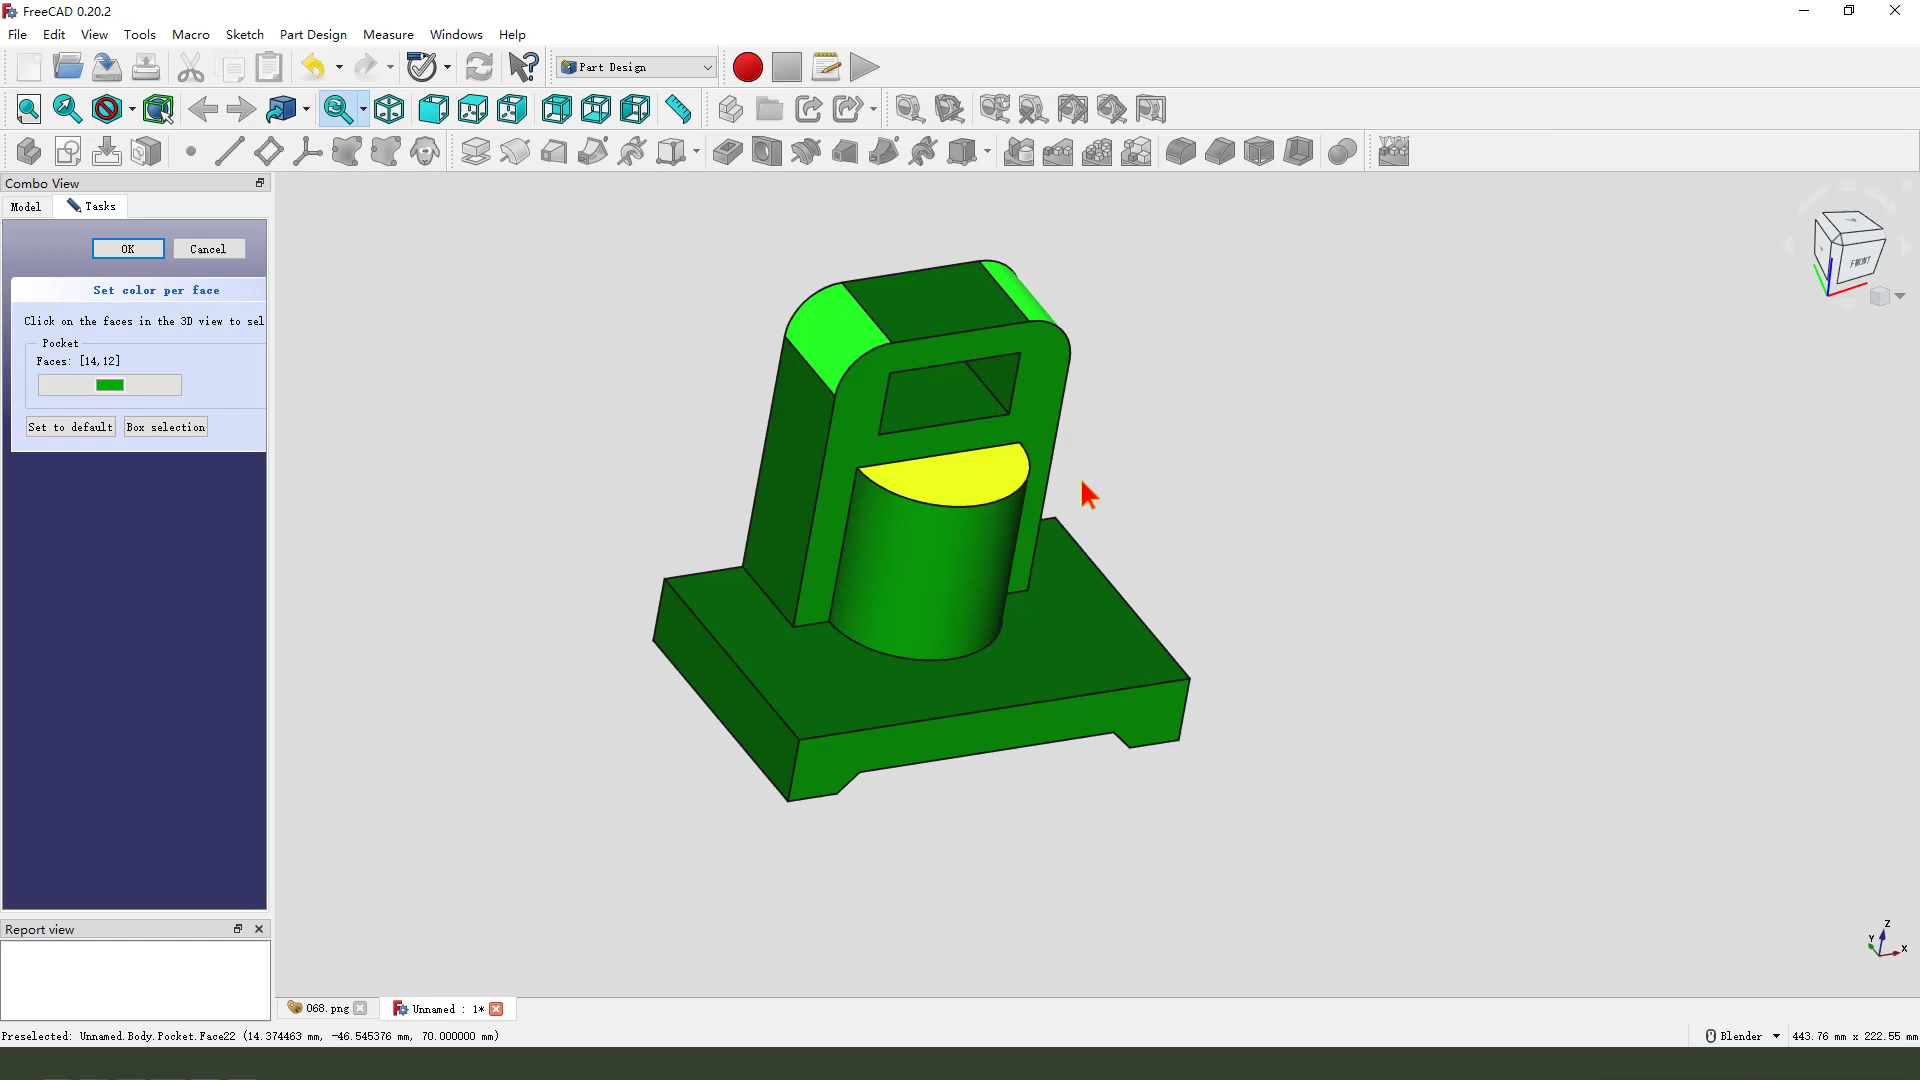 FreeCAD 0.20.2
File Edit View Tools Macro Sketch Part Design Measure Windows Help
Part Design
Combo View
Model Tasks
OK Cancel
Set color per face
Click on the faces in the 3D view to sel
Pocket
Faces: [14,12]
Set to default Box selection
FRONT
Z
Y
X
Report view
068.png Unnamed : 1*
Preselected: Unnamed.Body.Pocket.Face22 (14.374463 mm, -46.545376 mm, 70.000000 mm)
Blender 443.76 mm x 222.55 mm